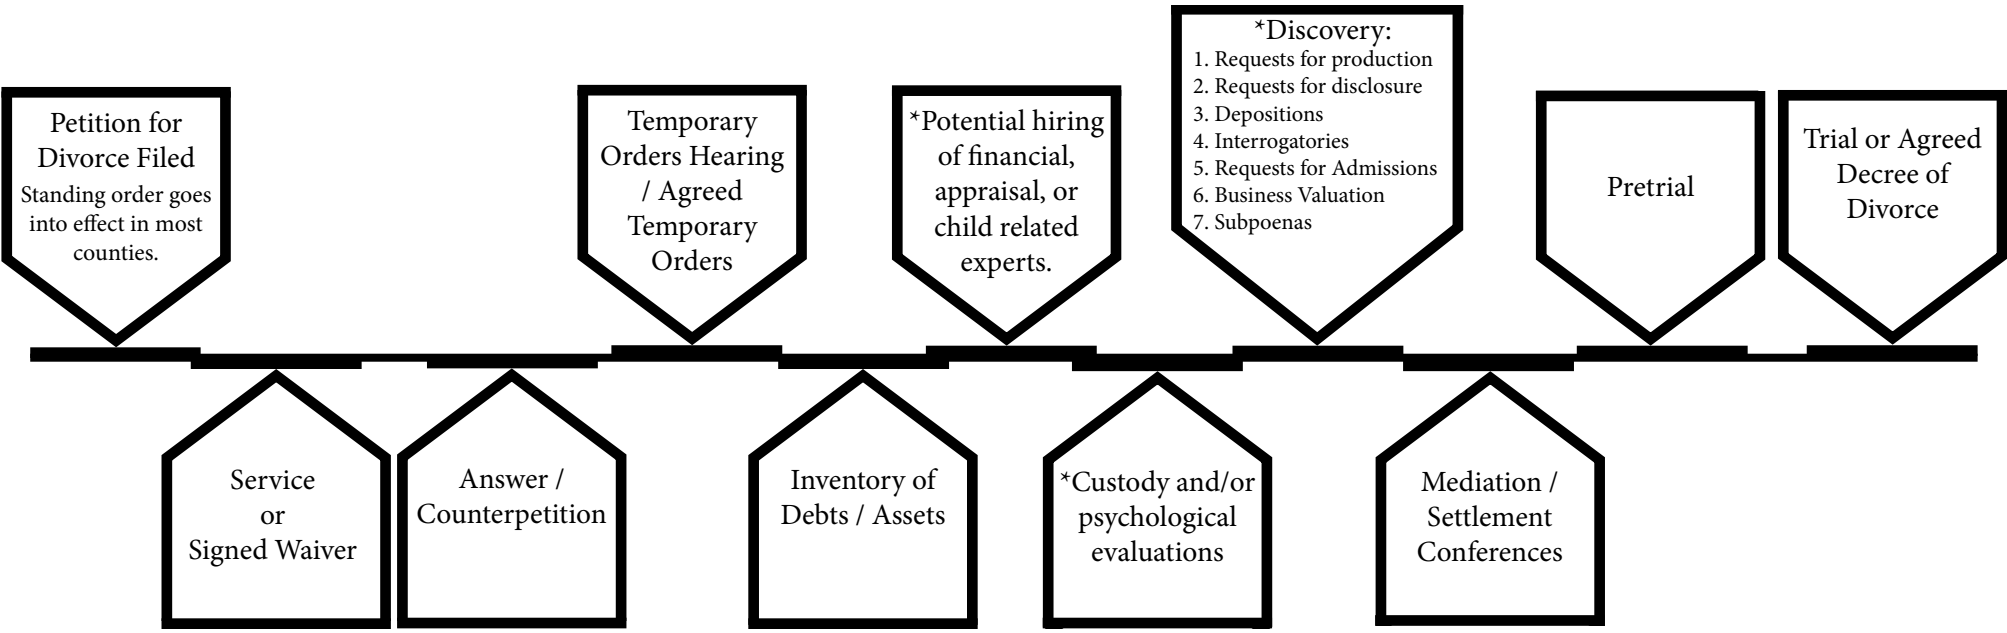 Petition for
Divorce Filed
Standing order goes
into effect in most
counties.
Service
or
Signed Waiver
Answer /
Counterpetition
Temporary
Orders Hearing
/ Agreed
Temporary
Orders
Inventory of
Debts / Assets
*Potential hiring
of financial,
appraisal, or
child related
experts.
*Custody and/or
psychological
evaluations
*Discovery:
1. Requests for production
2. Requests for disclosure
3. Depositions
4. Interrogatories
5. Requests for Admissions
6. Business Valuation
7. Subpoenas
Mediation /
Settlement
Conferences
Pretrial
Trial or Agreed
Decree of
Divorce